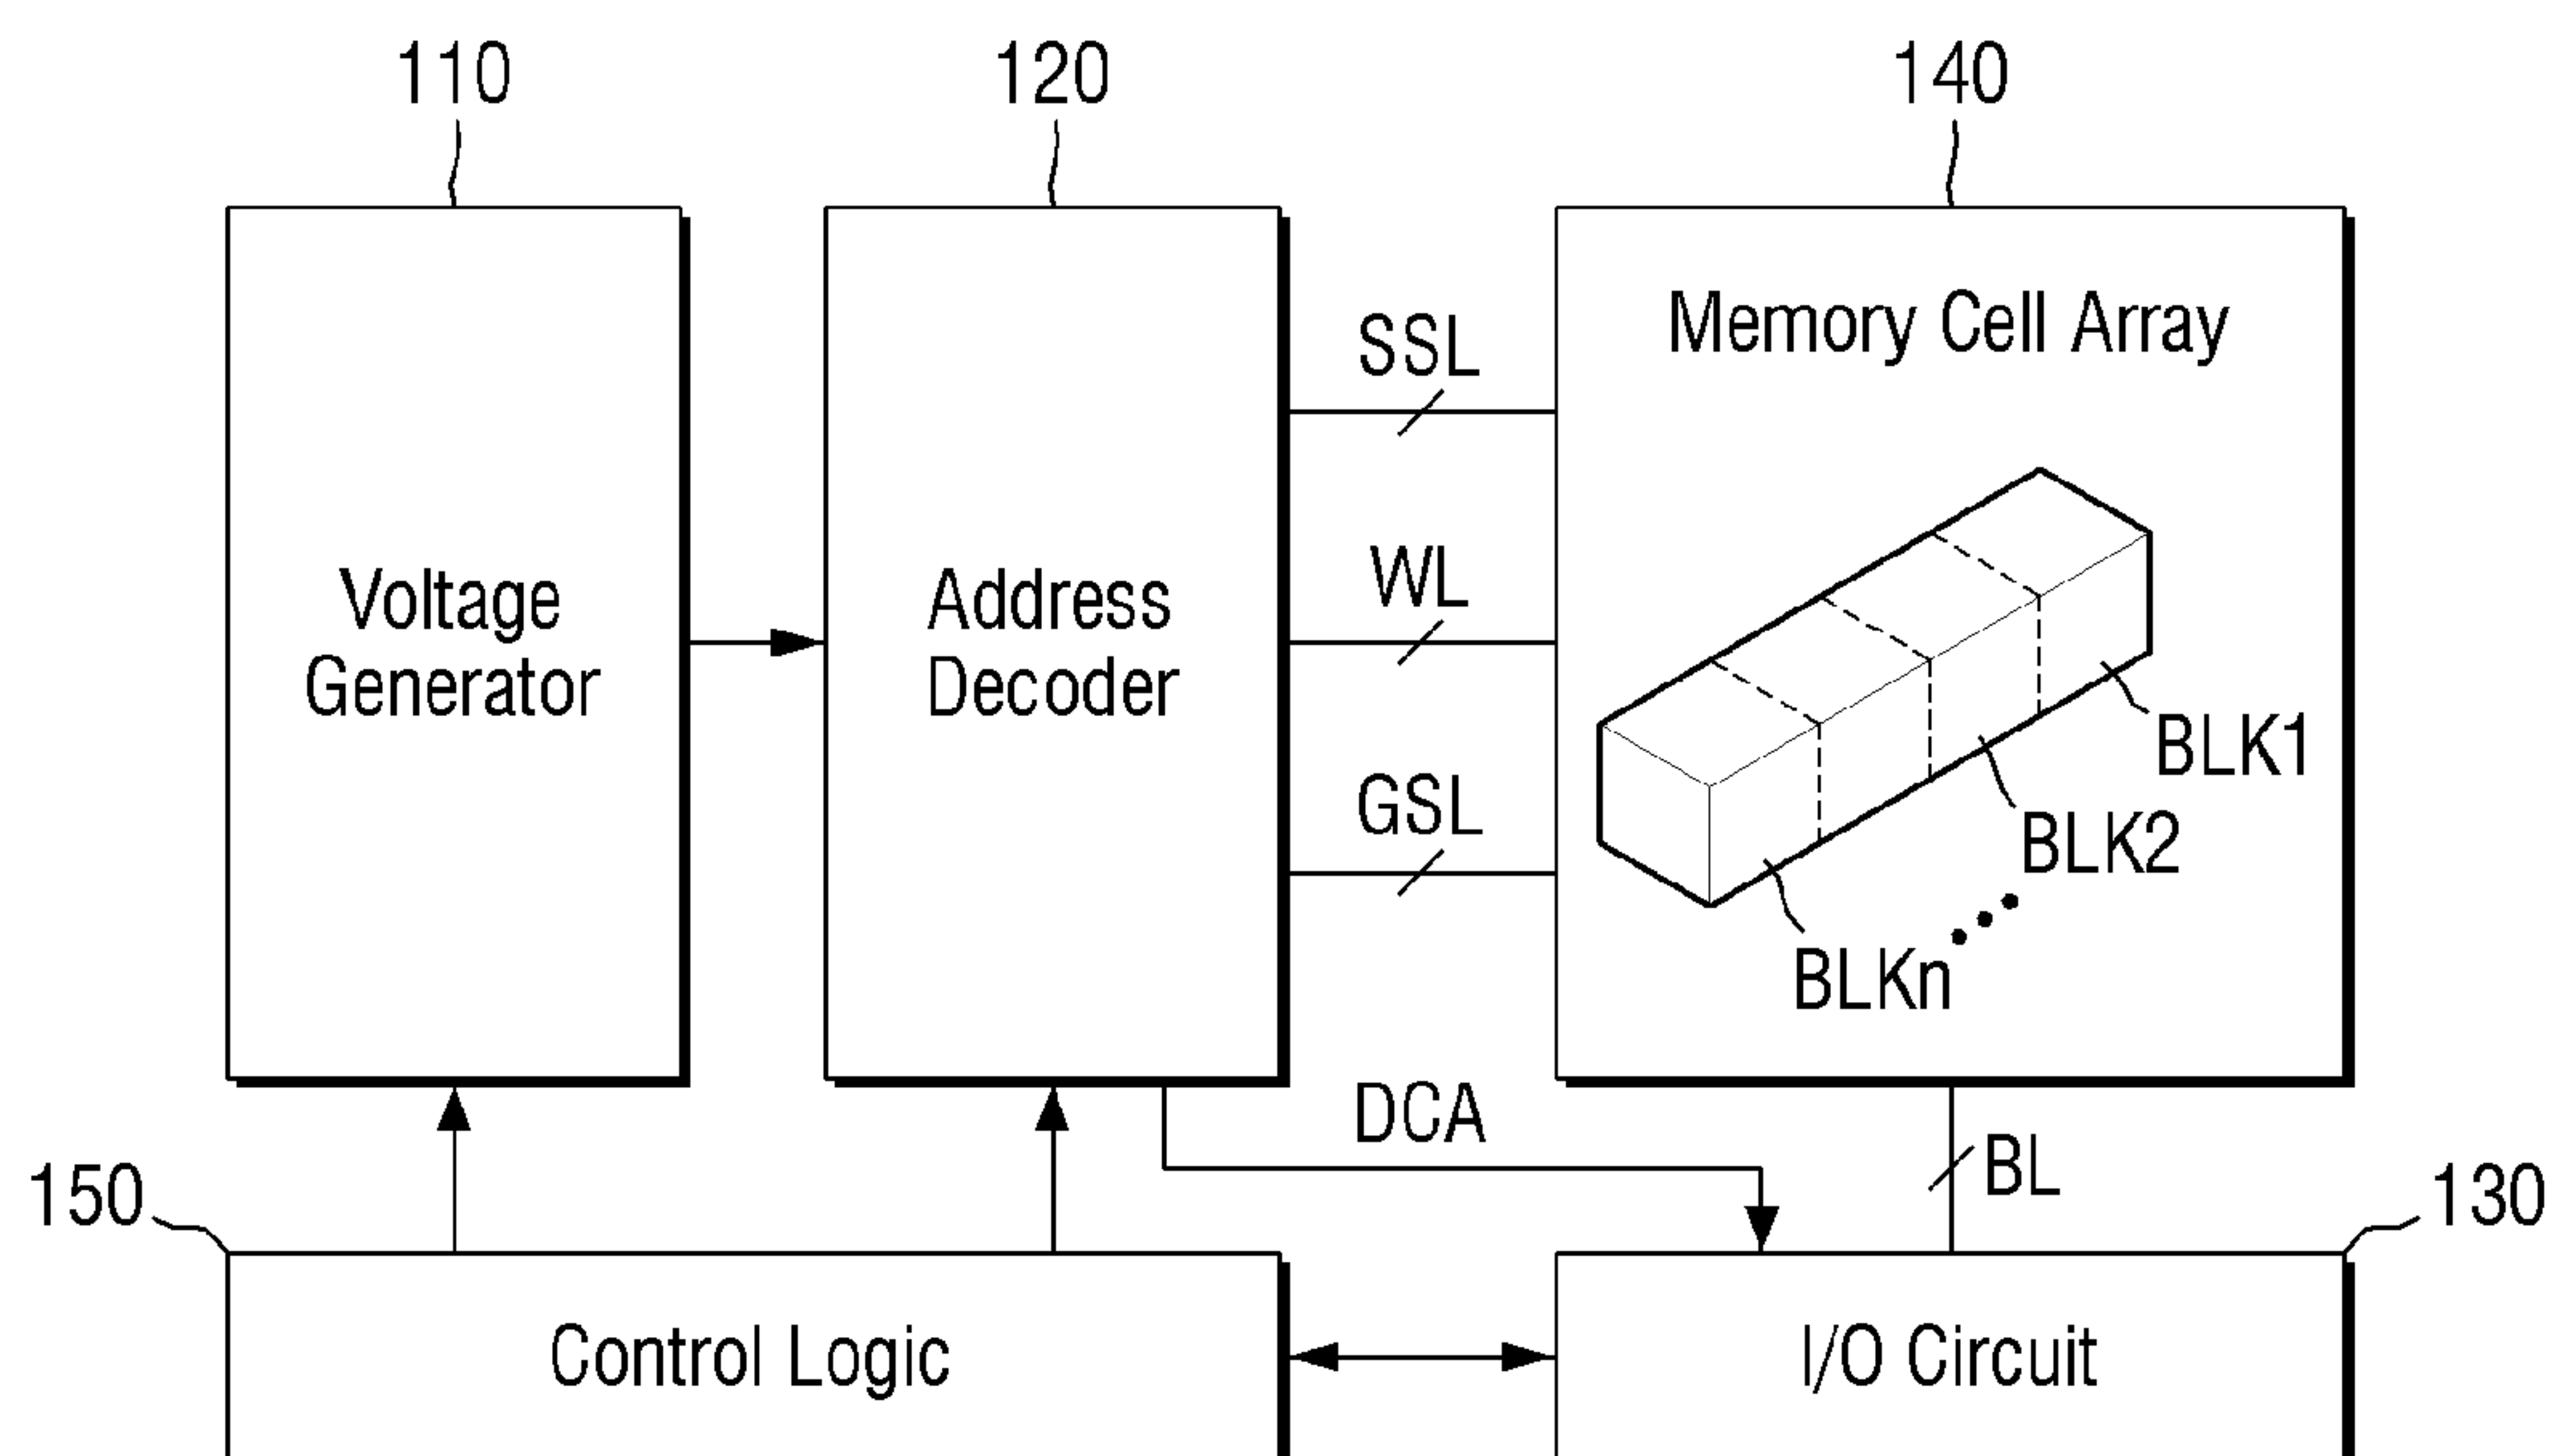 110
120
140
Memory Cell Array
SSL
Voltage
Generator
Address
Decoder
WL
GSL
BLK1
BLK2
BLKn
DCA
BL
150
130
Control Logic
I/O Circuit